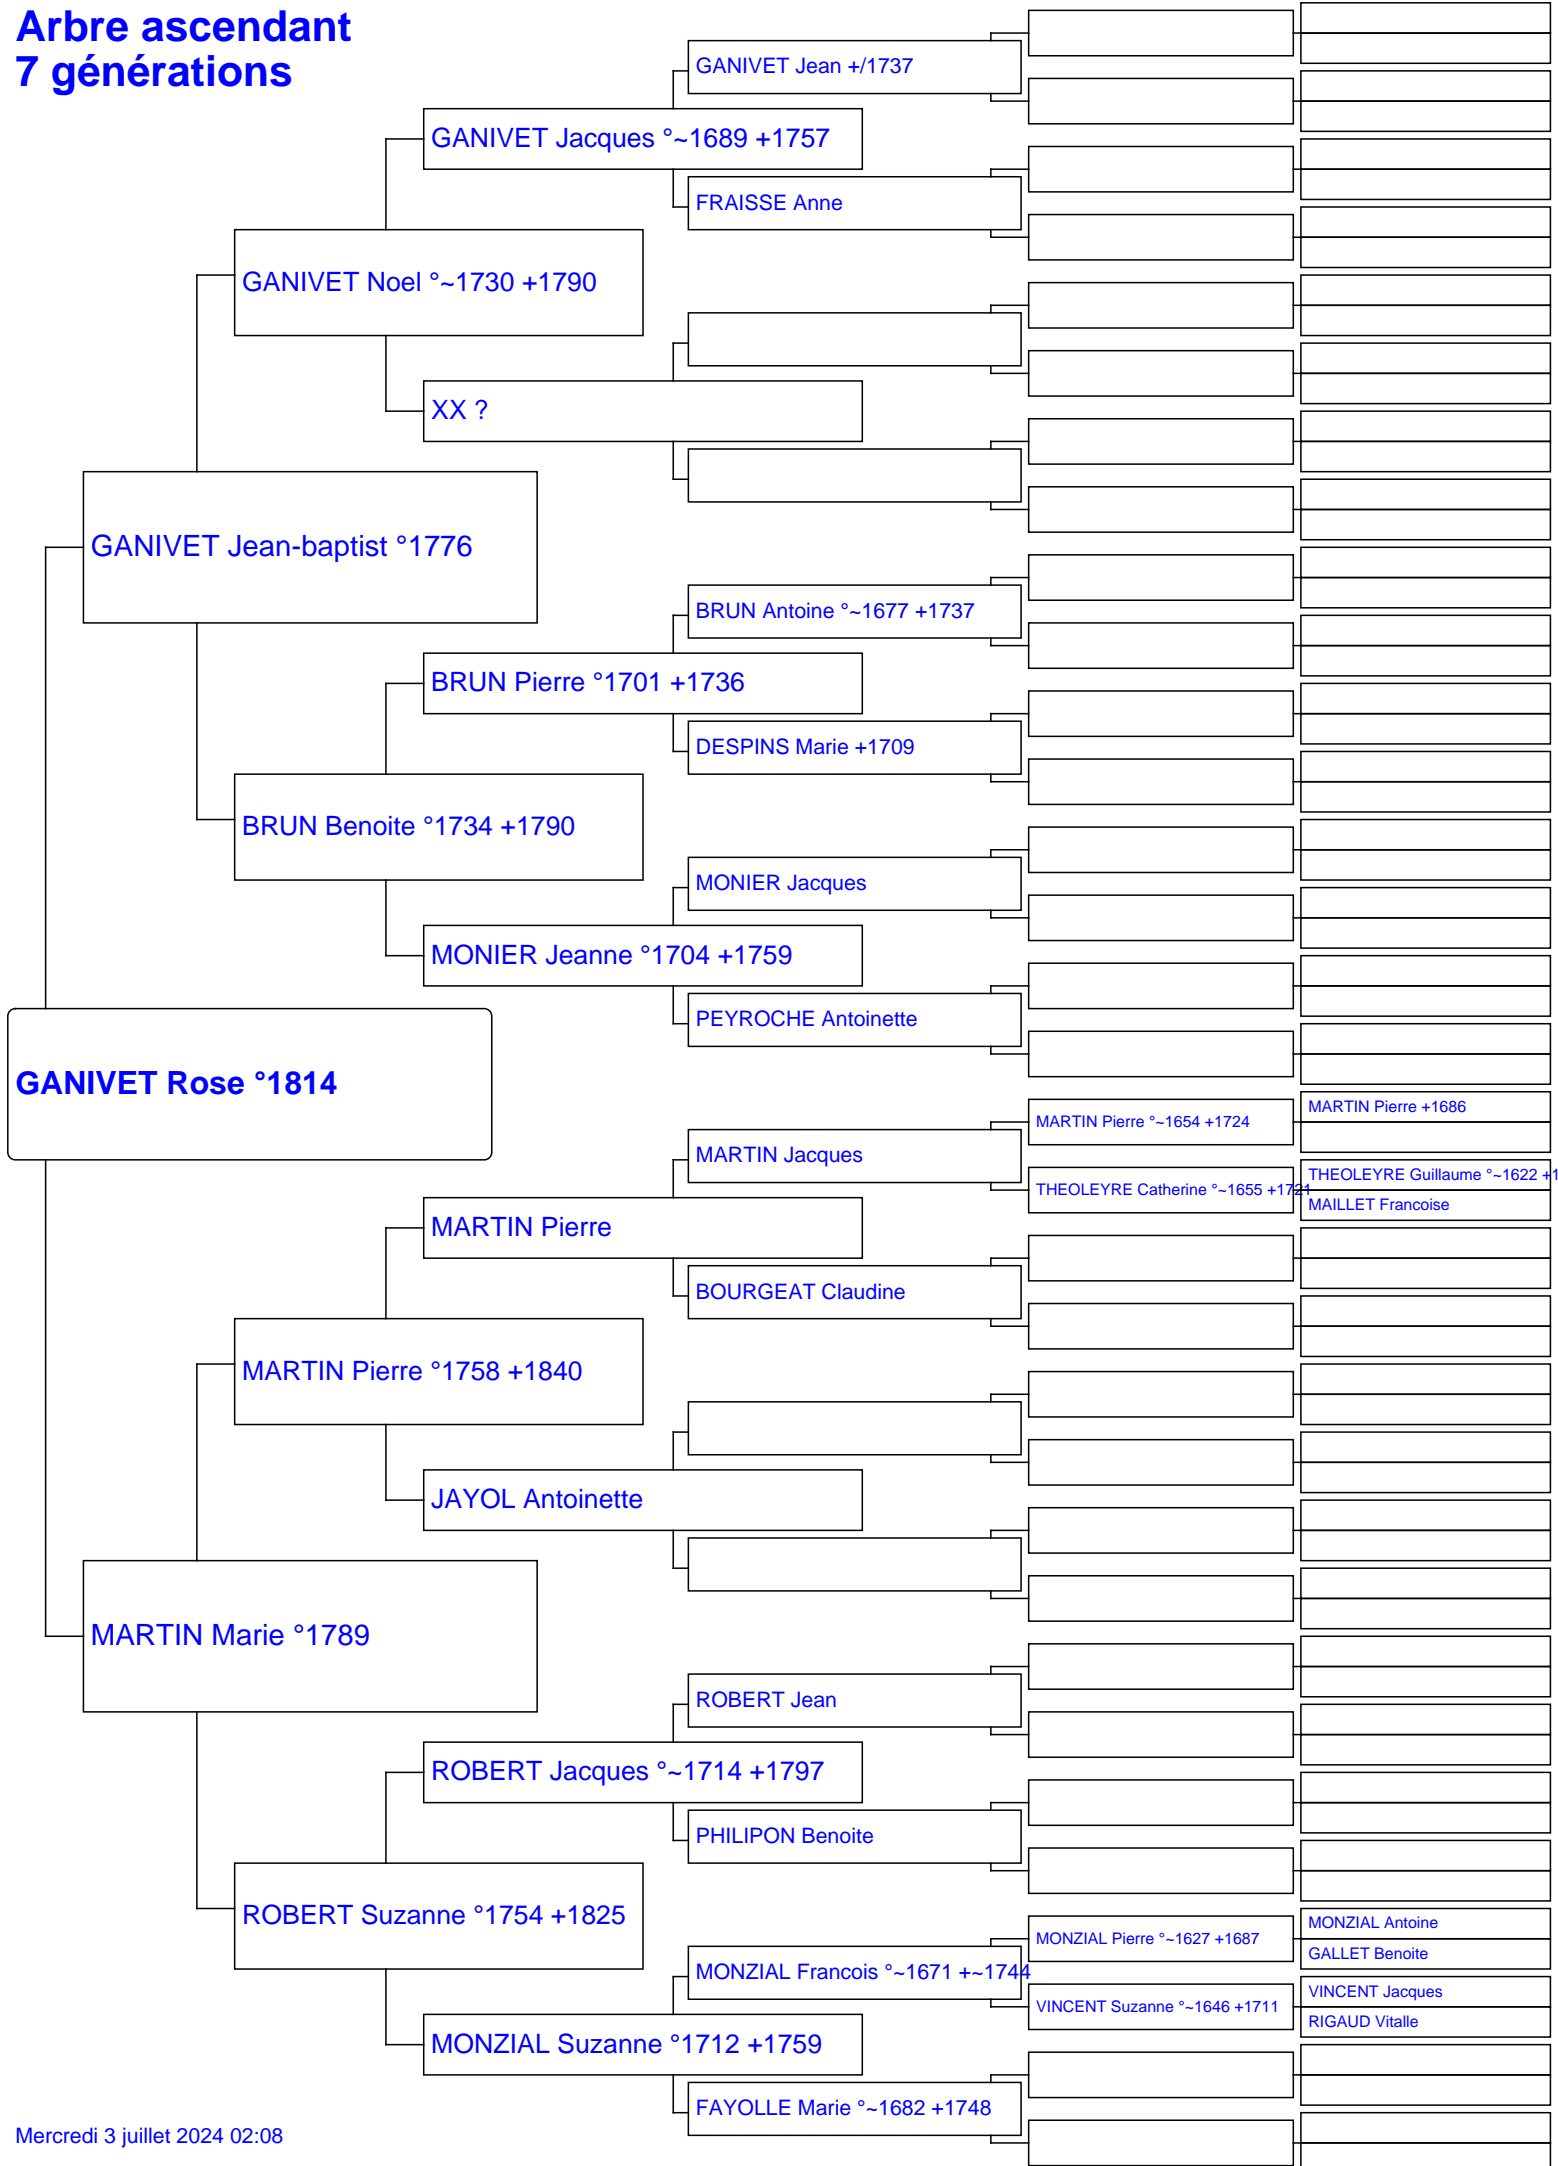 Arbre ascendant
7 générations
GANIVET Jean +/1737
GANIVET Jacques °~1689 +1757
FRAISSE Anne
GANIVET Noel °~1730 +1790
XX ?
GANIVET Jean-baptist °1776
BRUN Antoine °~1677 +1737
BRUN Pierre °1701 +1736
DESPINS Marie +1709
BRUN Benoite °1734 +1790
MONIER Jacques
MONIER Jeanne °1704 +1759
PEYROCHE Antoinette
GANIVET Rose °1814
MARTIN Pierre +1686
MARTIN Pierre °~1654 +1724
MARTIN Jacques
THEOLEYRE Guillaume °~1622 +1
THEOLEYRE Catherine °~1655 +1721
MAILLET Francoise
MARTIN Pierre
BOURGEAT Claudine
MARTIN Pierre °1758 +1840
JAYOL Antoinette
MARTIN Marie °1789
ROBERT Jean
ROBERT Jacques °~1714 +1797
PHILIPON Benoite
ROBERT Suzanne °1754 +1825
MONZIAL Antoine
MONZIAL Pierre °~1627 +1687
GALLET Benoite
MONZIAL Francois °~1671 +~1744
VINCENT Jacques
VINCENT Suzanne °~1646 +1711
RIGAUD Vitalle
MONZIAL Suzanne °1712 +1759
FAYOLLE Marie °~1682 +1748
Mercredi 3 juillet 2024 02:08